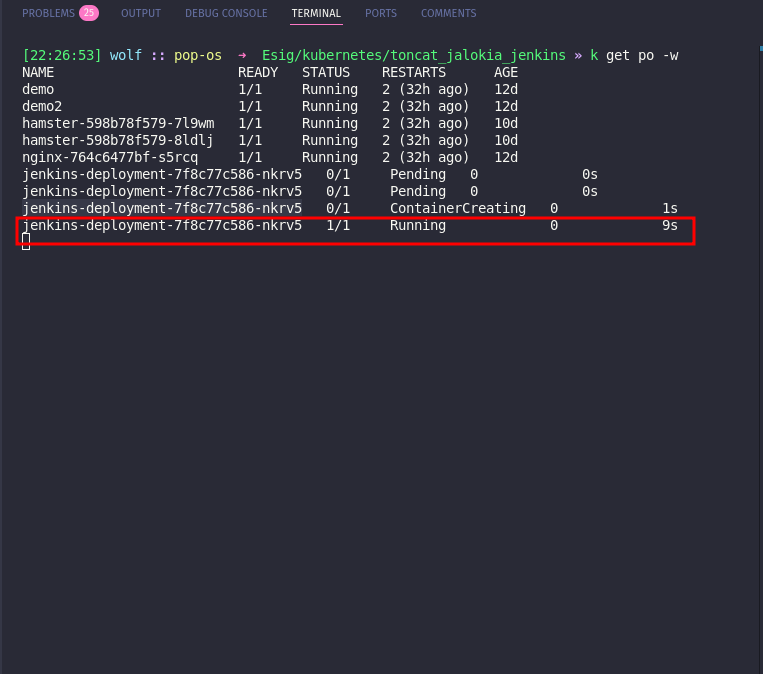 PROBLEMS 25 OUTPUT DEBUG CONSOLE TERMINAL PORTS COMMENTS
[22:26:53] wolf :: pop-os ➜ Esig/kubernetes/toncat_jalokia_jenkins » k get po -w
NAME READY STATUS RESTARTS AGE
demo 1/1 Running 2 (32h ago) 12d
demo2 1/1 Running 2 (32h ago) 12d
hamster-598b78f579-7l9wm 1/1 Running 2 (32h ago) 10d
hamster-598b78f579-8ldlj 1/1 Running 2 (32h ago) 10d
nginx-764c6477bf-s5rcq 1/1 Running 2 (32h ago) 12d
jenkins-deployment-7f8c77c586-nkrv5 0/1 Pending 0 0s
jenkins-deployment-7f8c77c586-nkrv5 0/1 Pending 0 0s
jenkins-deployment-7f8c77c586-nkrv5 0/1 ContainerCreating 0 1s
jenkins-deployment-7f8c77c586-nkrv5 1/1 Running 0 9s